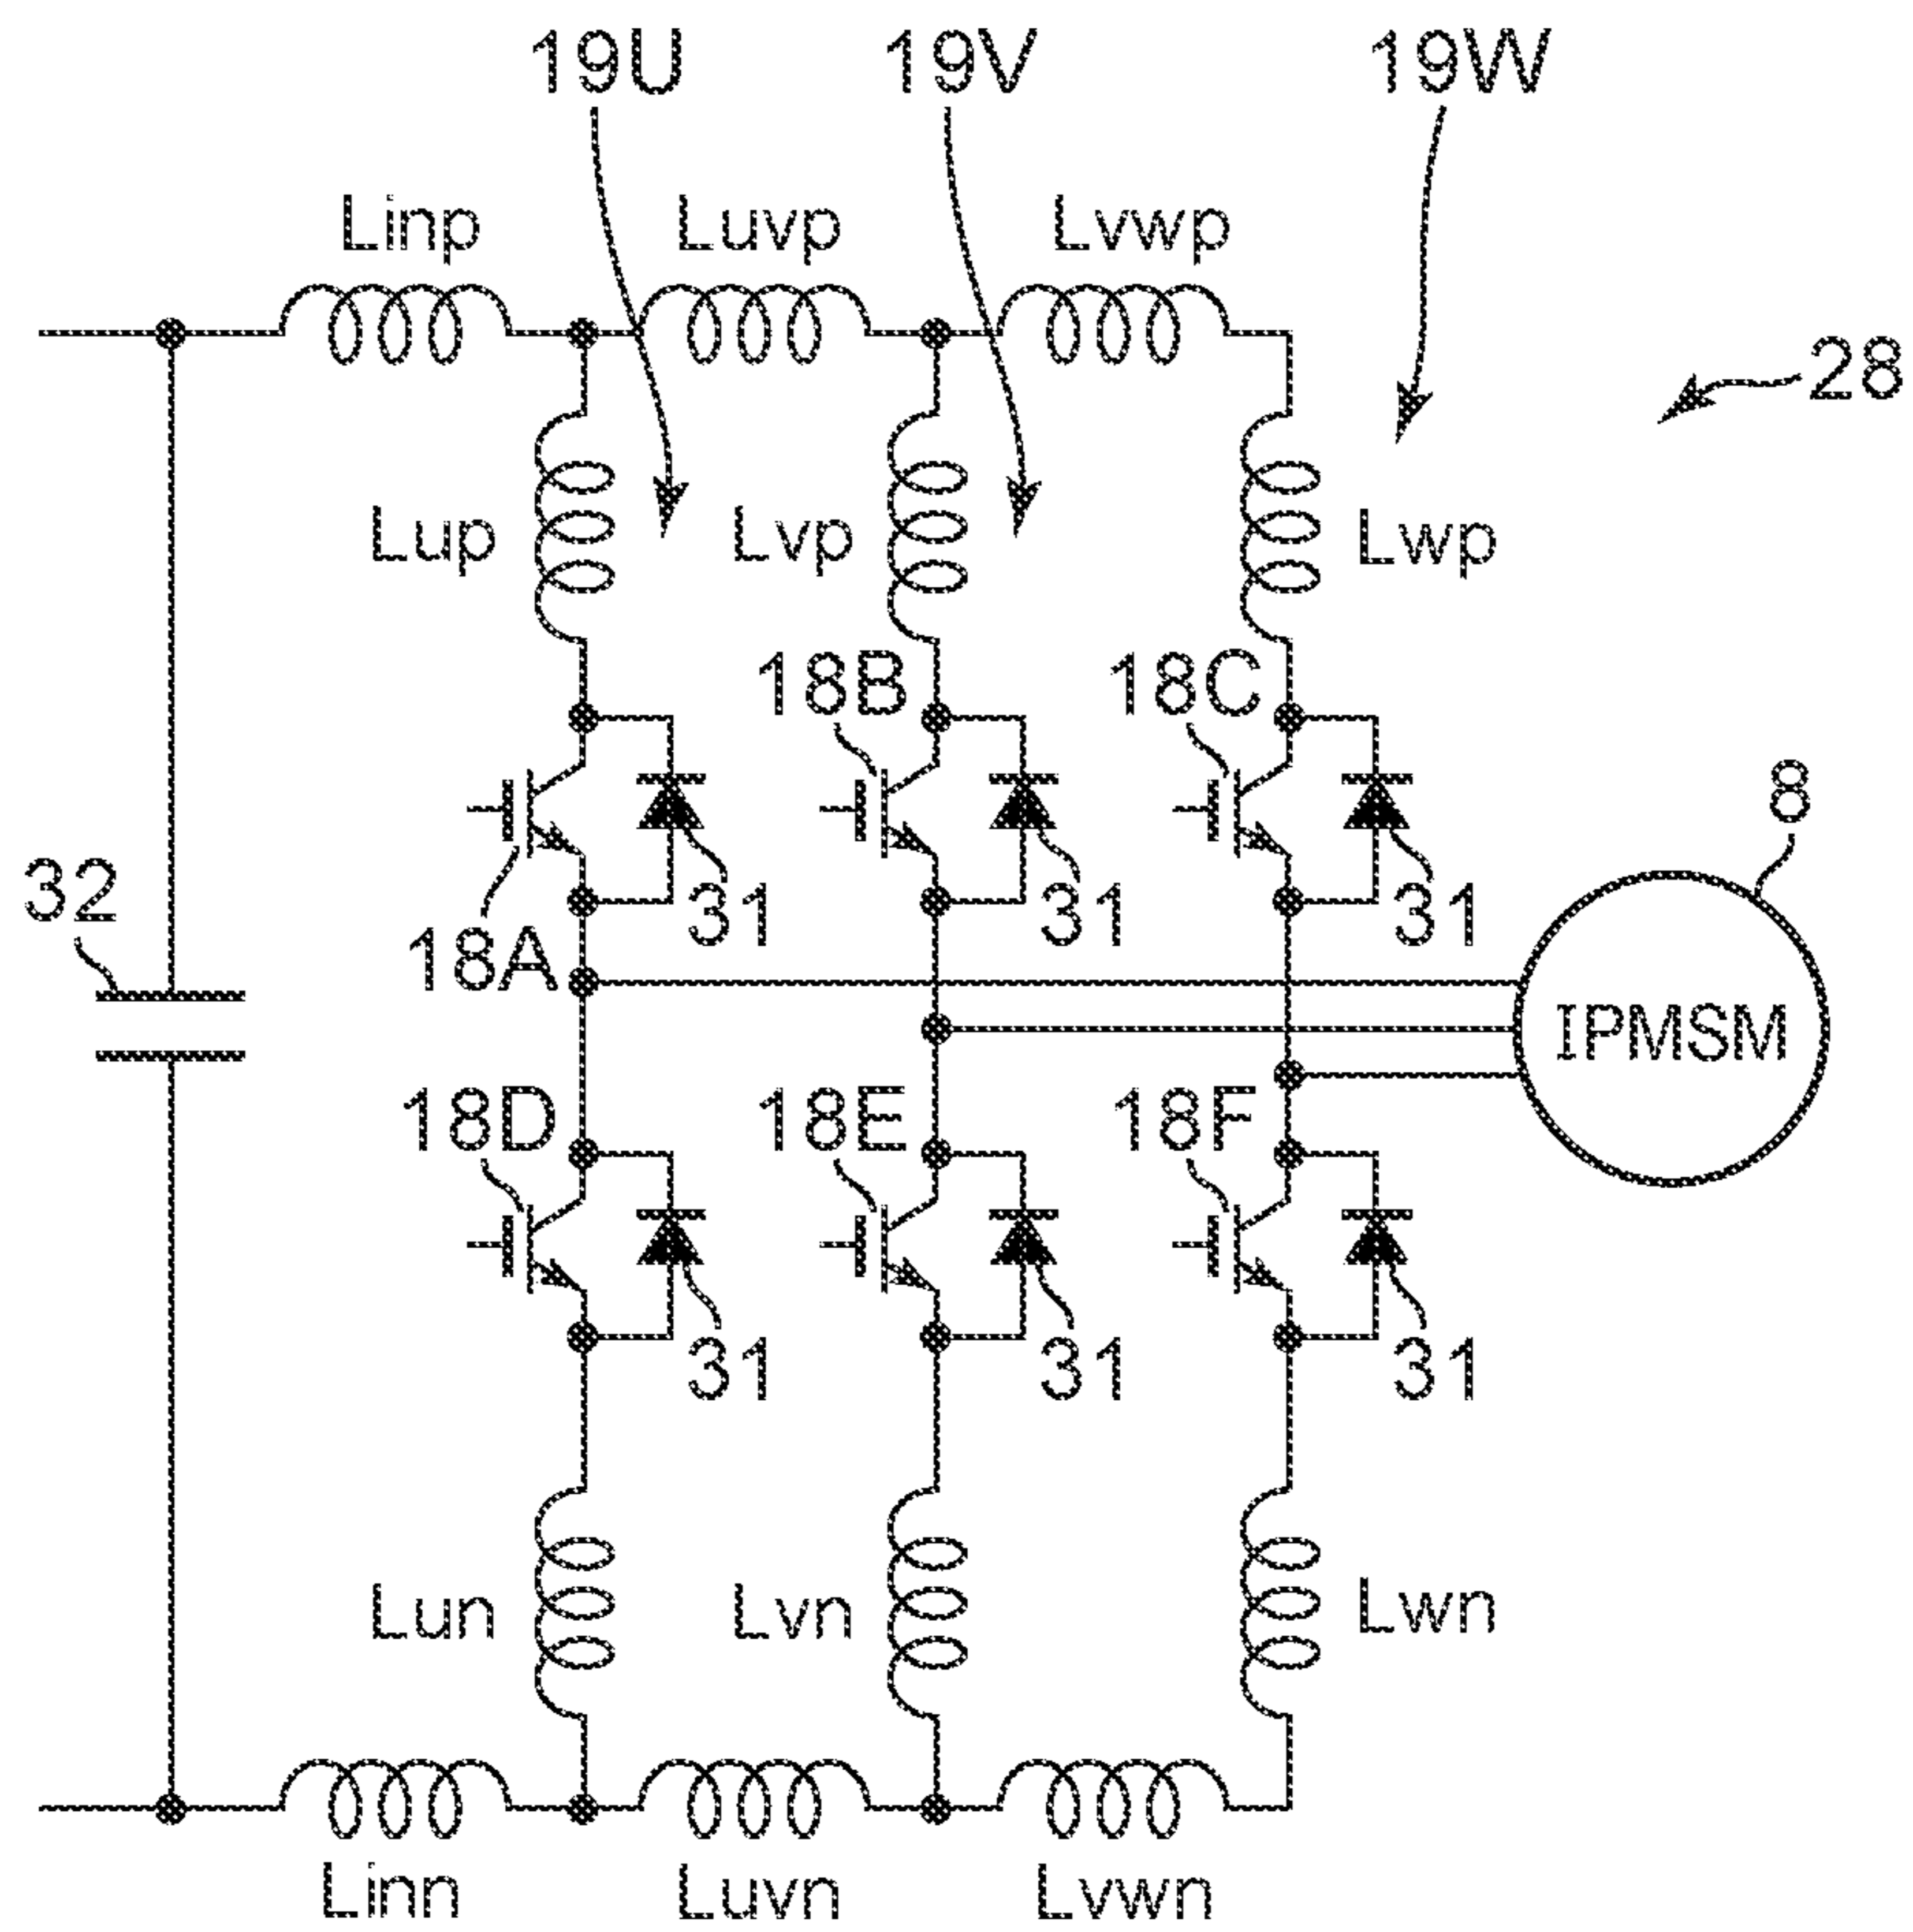 19U 19V 19W
Linp Luvp Lvwp
28
Lup Lvp Lwp
18B 18C
8
32
31 31 31
18A
IPMSM
18D 18E 18F
31 31 31
Lun Lvn Lwn
Linn Luvn Lvwn